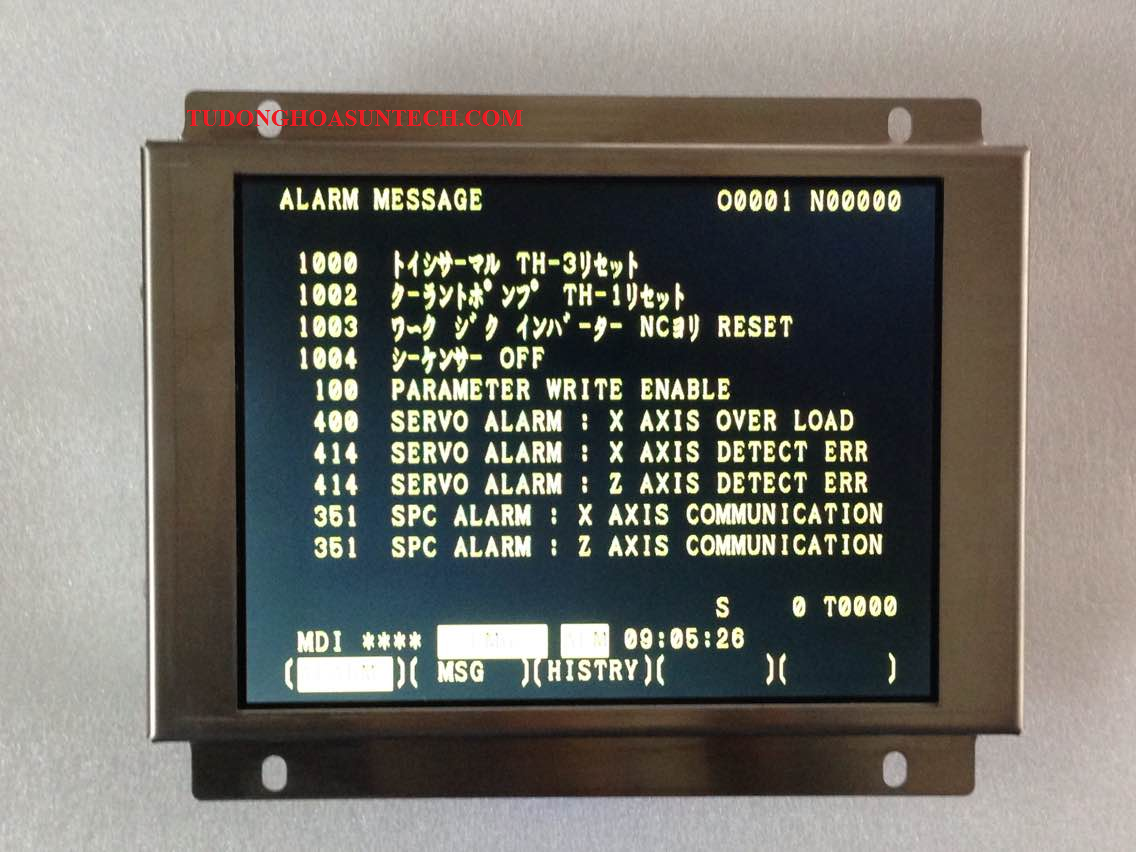 TUDONGHOASUNTECH.COM
ALARM MESSAGE O0001 N00000
1000 トイシサーマル TH-3リセット
1002 クーラントポンプ TH-1リセット
1003 ワーク ジク インバーター NCヨリ RESET
1004 シーケンサー OFF
100 PARAMETER WRITE ENABLE
400 SERVO ALARM : X AXIS OVER LOAD
414 SERVO ALARM : X AXIS DETECT ERR
414 SERVO ALARM : Z AXIS DETECT ERR
351 SPC ALARM : X AXIS COMMUNICATION
351 SPC ALARM : Z AXIS COMMUNICATION
S 0 T0000
MDI **** ALM 09:05:26
( )( MSG )(HISTRY)( )( )